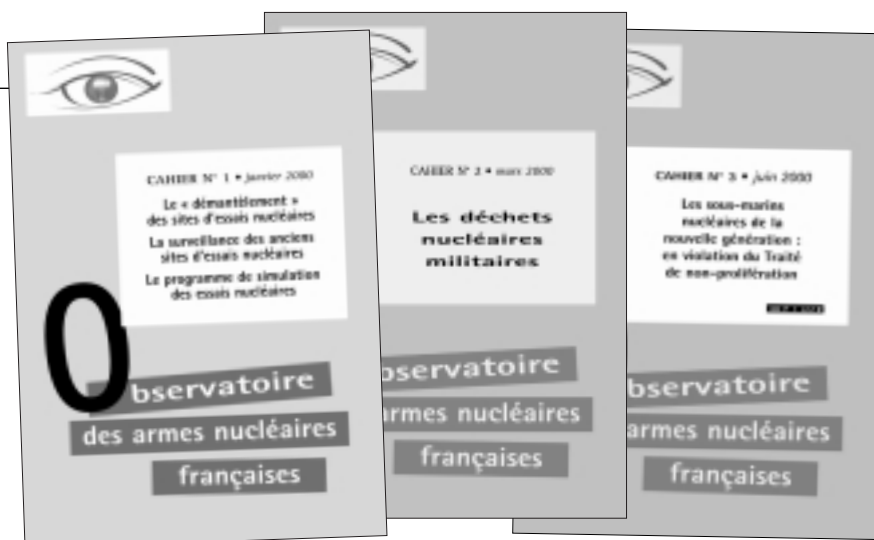 CAHIER N° 1 • janvier 2000
Le « démantèlement »
des sites d'essais nucléaires
La surveillance des anciens
sites d'essais nucléaires
Le programme de simulation
des essais nucléaires
Observatoire
des armes nucléaires
françaises
CAHIER N° 2 • mars 2000
Les déchets
nucléaires
militaires
bservatoire
armes nucléaires
françaises
CAHIER N° 3 • juin 2000
Les sous-marins
nucléaires de la
nouvelle génération :
en violation du Traité
de non-prolifération
bservatoire
armes nucléaires
françaises